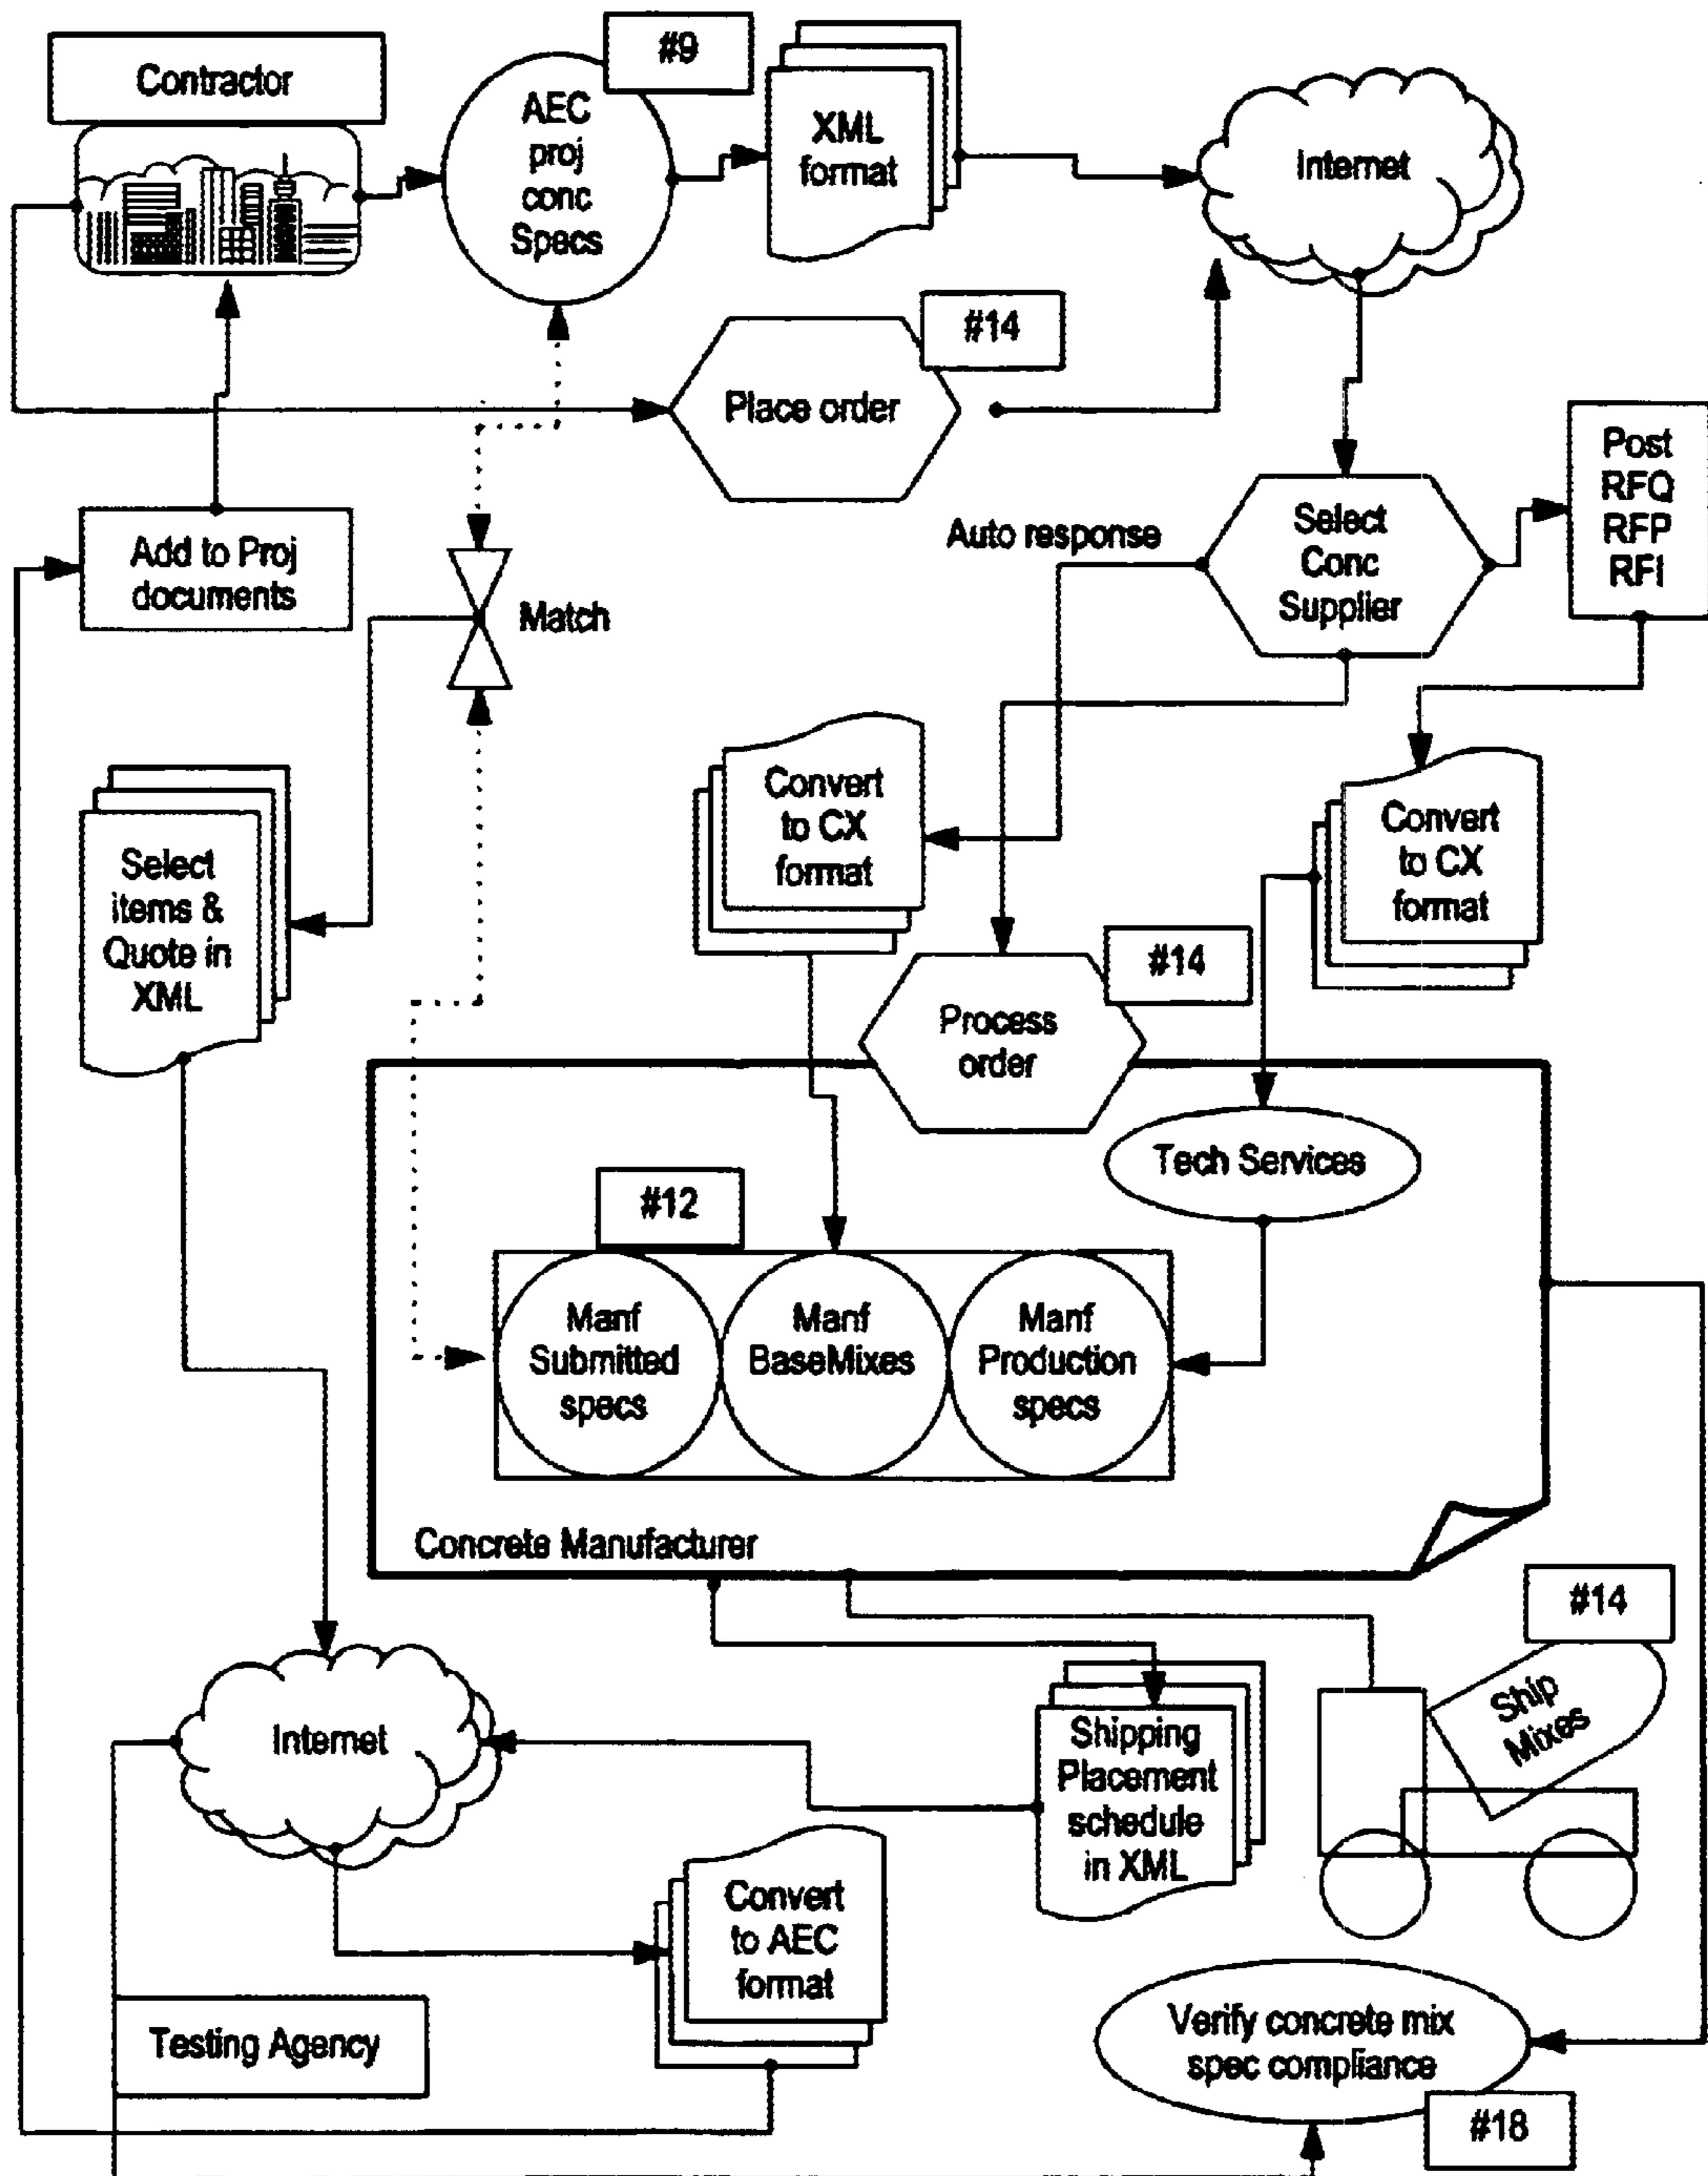 Contractor
#9
AEC
proj
conc
Specs
XML
format
Internet
#14
Place order
Post
RFQ
RFP
RFI
Auto response
Select
Conc
Supplier
Add to Proj
documents
Match
Convert
to CX
format
Convert
to CX
format
Select
items &
Quote in
XML
#14
Process
order
Tech Services
#12
Manf
Submitted
specs
Manf
BaseMixes
Manf
Production
specs
Concrete Manufacturer
#14
Ship
Mixes
Internet
Shipping
Placement
schedule
in XML
Convert
to AEC
format
Testing Agency
Verify concrete mix
spec compliance
#18